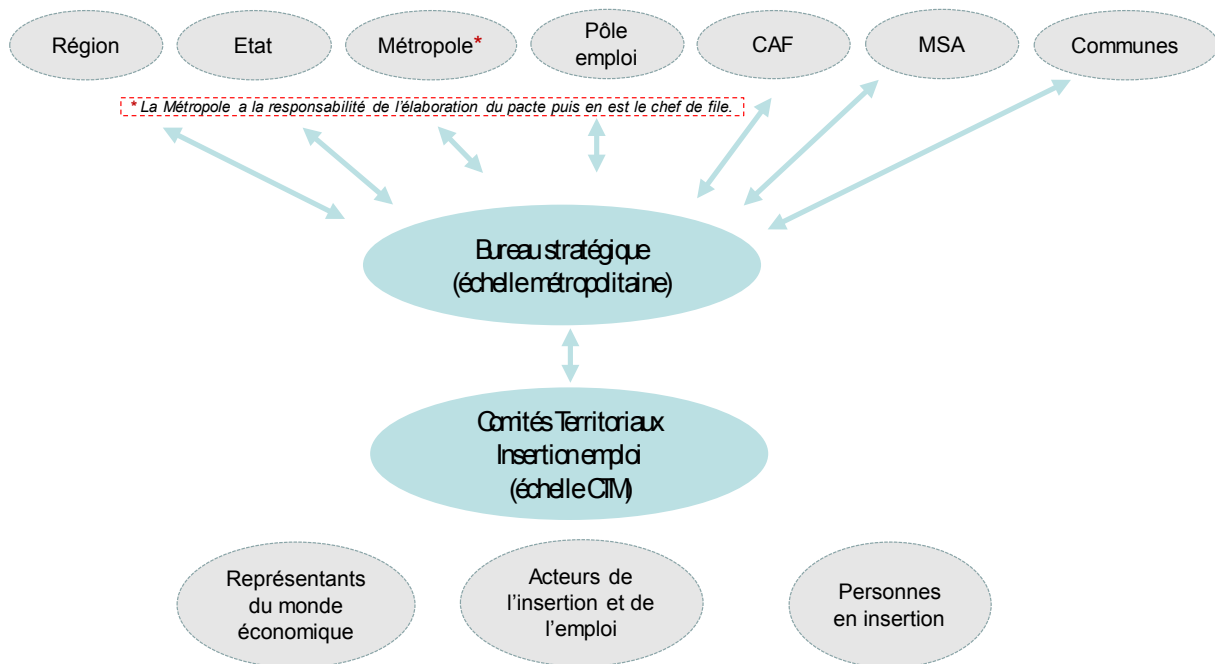 Région
Etat
Métropole*
Pôle
emploi
CAF
MSA
Communes
* La Métropole a la responsabilité de l'élaboration du pacte puis en est le chef de file.
Bureau stratégique
(échelle métropolitaine)
Comités Territoriaux
Insertion emploi
(échelle CTM)
Représentants
du monde
économique
Acteurs de
l'insertion et de
l'emploi
Personnes
en insertion